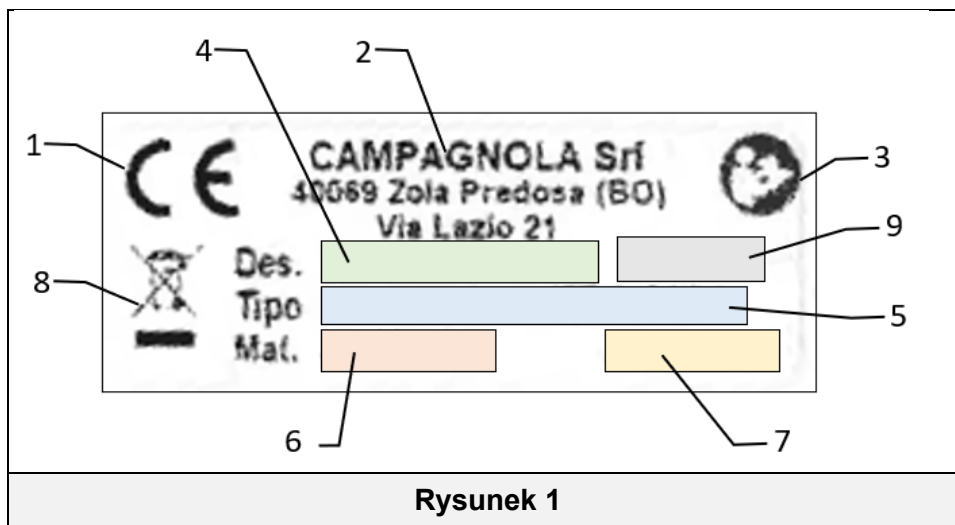 4 2
1 CE CAMPAGNOLA Srl 3
40069 Zola Predosa (BO)
Via Lazio 21
9
8 Des.
Tipo 5
Mat.
6 7
Rysunek 1